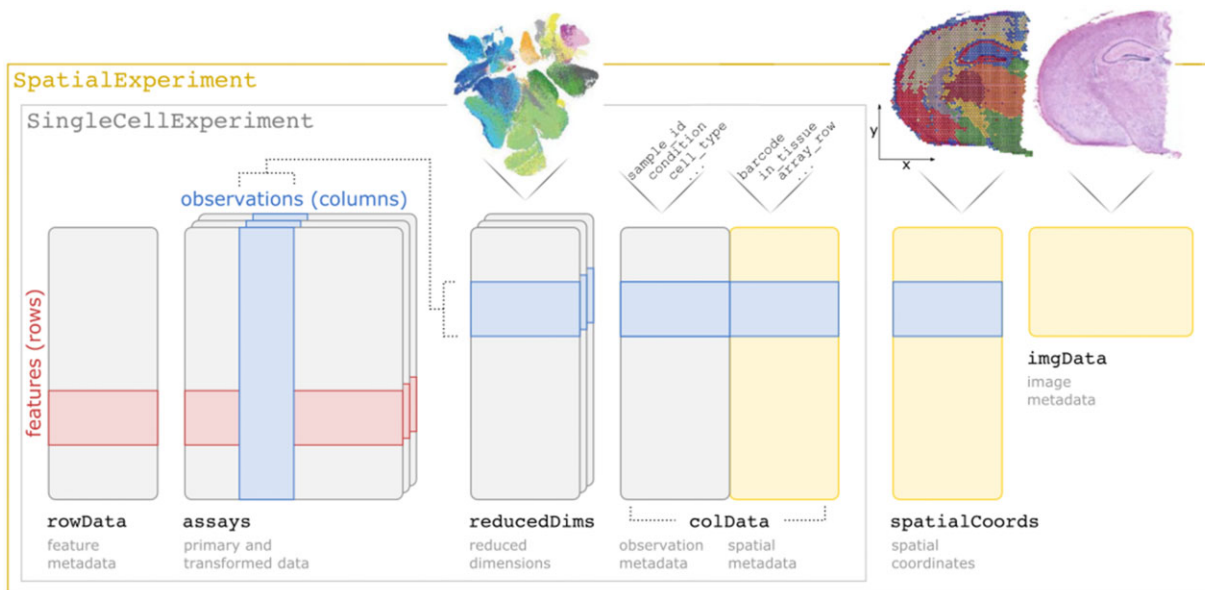 SpatialExperiment
SingleCellExperiment
sample_id
condition
cell_type
...
barcode
in_tissue
array_row
...
y
x
observations (columns)
features (rows)
rowData
feature
metadata
assays
primary and
transformed data
reducedDims
reduced
dimensions
colData
observation
metadata
spatial
metadata
spatialCoords
spatial
coordinates
imgData
image
metadata